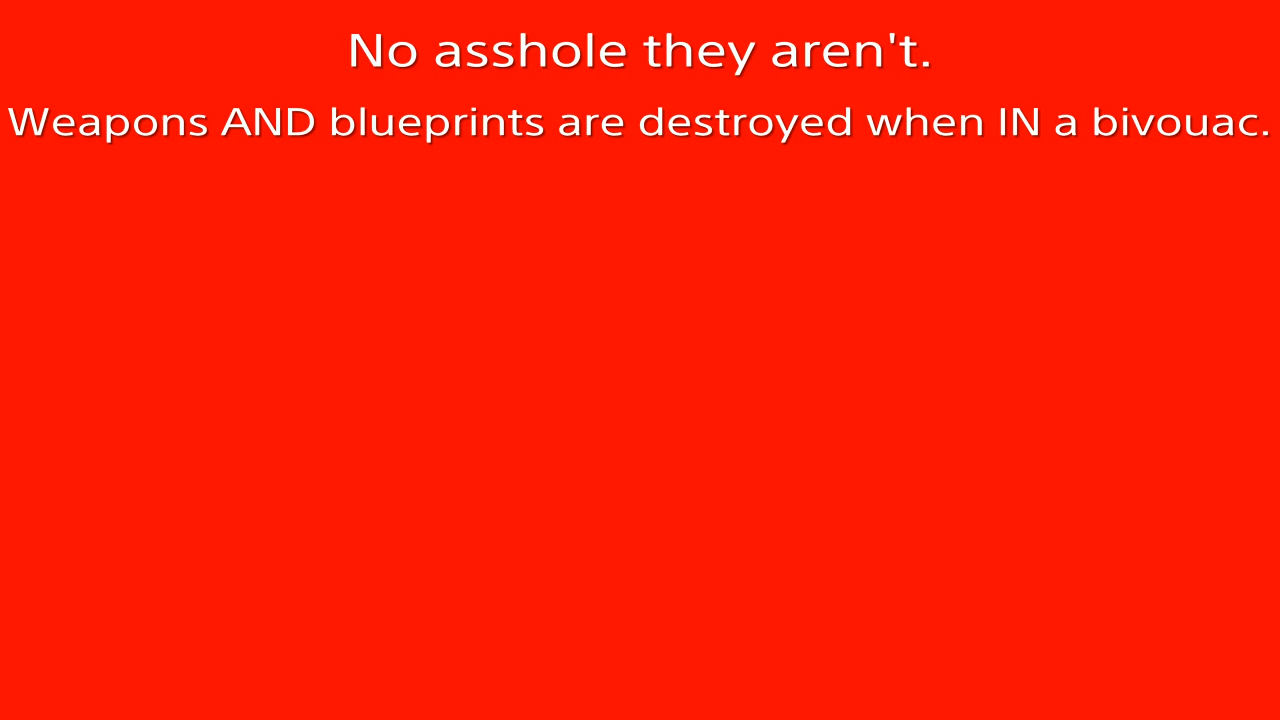 No asshole they aren't.
Weapons AND blueprints are destroyed when IN a bivouac.